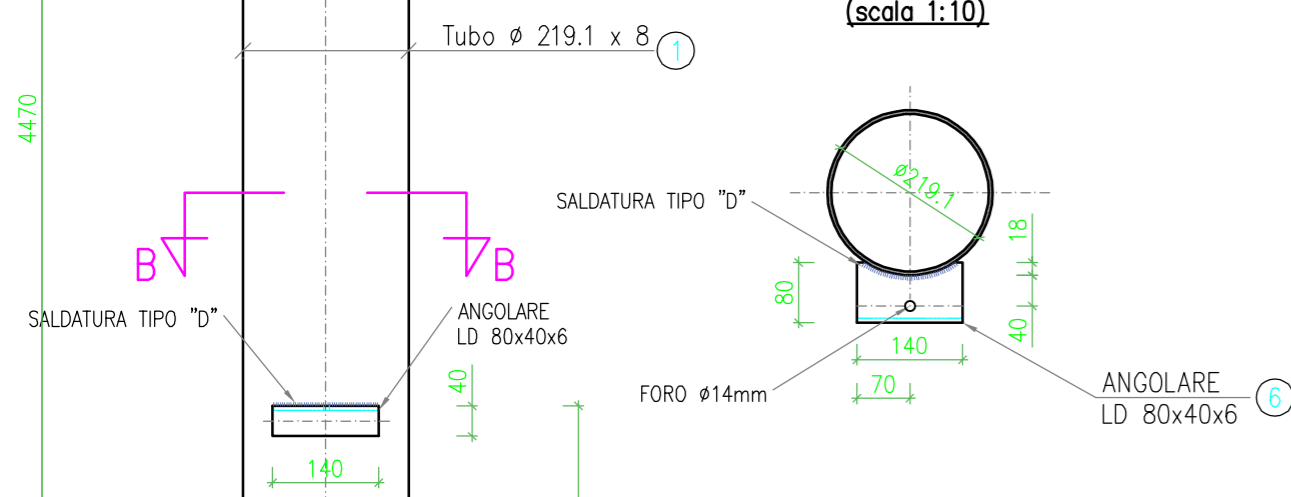 (scala 1:10)
Tubo ø 219.1 x 8
1
4470
B
B
SALDATURA TIPO "D"
ANGOLARE
LD 80x40x6
40
140
SALDATURA TIPO "D"
ø219.1
18
80
40
140
70
FORO ø14mm
ANGOLARE
LD 80x40x6
6